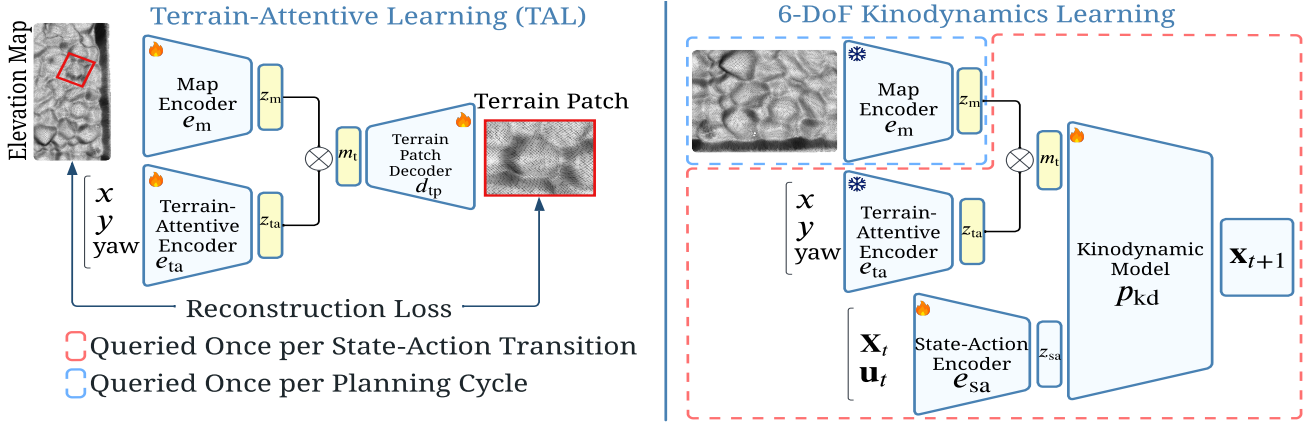 Terrain-Attentive Learning (TAL)
Elevation Map
Map
Encoder
e_m
z_m
x
y
yaw
Terrain-
Attentive
Encoder
e_ta
z_ta
m_t
Terrain
Patch
Decoder
d_tp
Terrain Patch
Reconstruction Loss
Queried Once per State-Action Transition
Queried Once per Planning Cycle
6-DoF Kinodynamics Learning
Map
Encoder
e_m
z_m
x
y
yaw
Terrain-
Attentive
Encoder
e_ta
z_ta
m_t
x_t
u_t
State-Action
Encoder
e_sa
z_sa
Kinodynamic
Model
p_kd
x_{t+1}